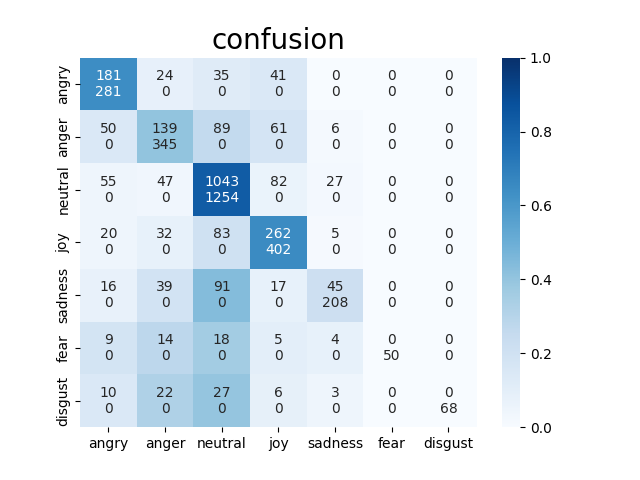 confusion
angry 181 24 35 41 0 0 0
281 0 0 0 0 0 0
anger 50 139 89 61 6 0 0
0 345 0 0 0 0 0
neutral 55 47 1043 82 27 0 0
0 0 1254 0 0 0 0
joy 20 32 83 262 5 0 0
0 0 0 402 0 0 0
sadness 16 39 91 17 45 0 0
0 0 0 0 208 0 0
fear 9 14 18 5 4 0 0
0 0 0 0 0 50 0
disgust 10 22 27 6 3 0 0
0 0 0 0 0 0 68
angry anger neutral joy sadness fear disgust
1.0
0.8
0.6
0.4
0.2
0.0